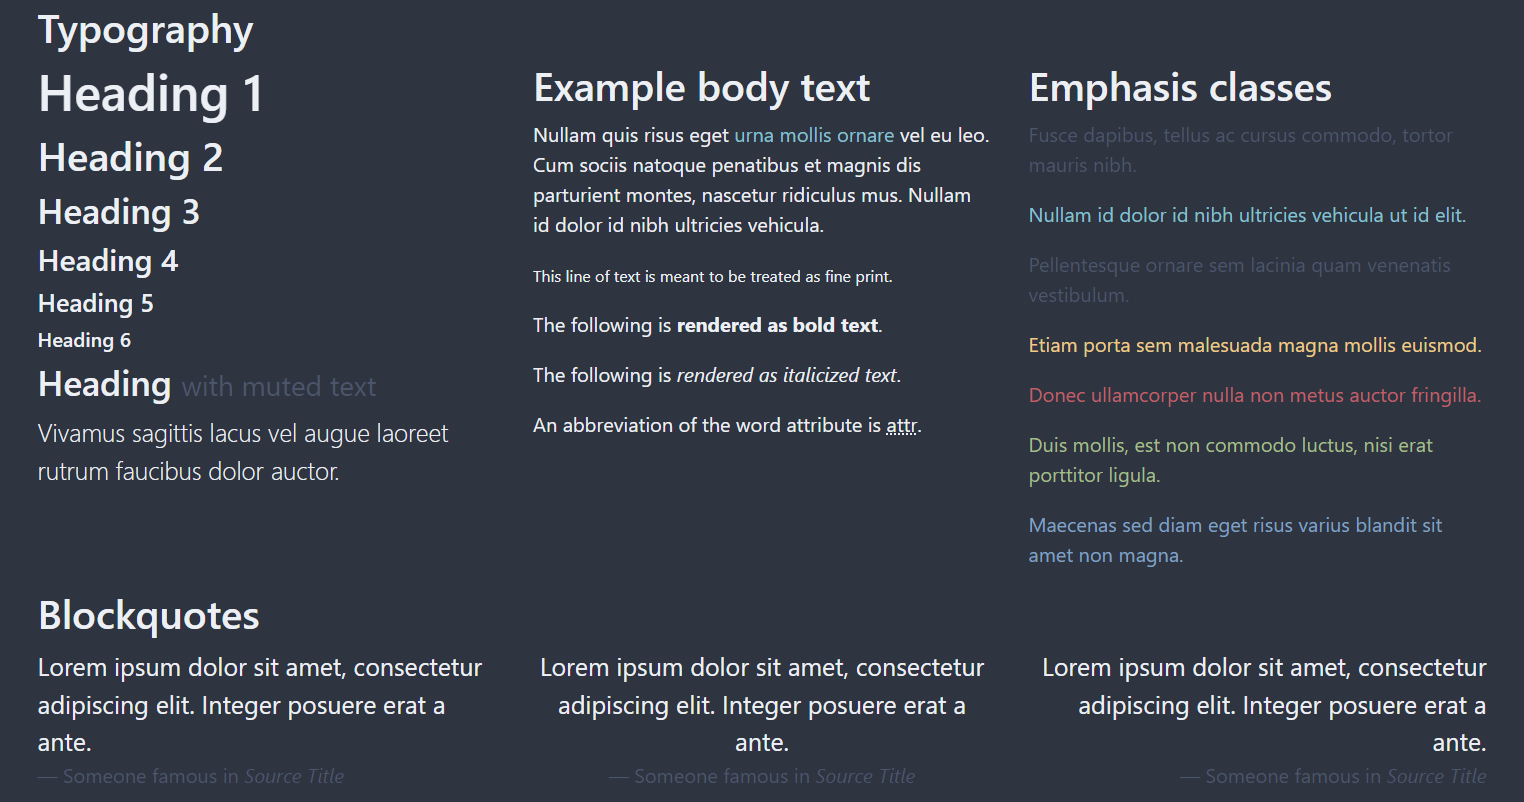 Typography
Heading 1
Heading 2
Heading 3
Heading 4
Heading 5
Heading 6
Heading with muted text
Vivamus sagittis lacus vel augue laoreet
rutrum faucibus dolor auctor.
Example body text
Nullam quis risus eget urna mollis ornare vel eu leo.
Cum sociis natoque penatibus et magnis dis
parturient montes, nascetur ridiculus mus. Nullam
id dolor id nibh ultricies vehicula.
This line of text is meant to be treated as fine print.
The following is rendered as bold text.
The following is rendered as italicized text.
An abbreviation of the word attribute is attr.
Emphasis classes
Fusce dapibus, tellus ac cursus commodo, tortor
mauris nibh.
Nullam id dolor id nibh ultricies vehicula ut id elit.
Pellentesque ornare sem lacinia quam venenatis
vestibulum.
Etiam porta sem malesuada magna mollis euismod.
Donec ullamcorper nulla non metus auctor fringilla.
Duis mollis, est non commodo luctus, nisi erat
porttitor ligula.
Maecenas sed diam eget risus varius blandit sit
amet non magna.
Blockquotes
Lorem ipsum dolor sit amet, consectetur
adipiscing elit. Integer posuere erat a
ante.
— Someone famous in Source Title
Lorem ipsum dolor sit amet, consectetur
adipiscing elit. Integer posuere erat a
ante.
— Someone famous in Source Title
Lorem ipsum dolor sit amet, consectetur
adipiscing elit. Integer posuere erat a
ante.
— Someone famous in Source Title